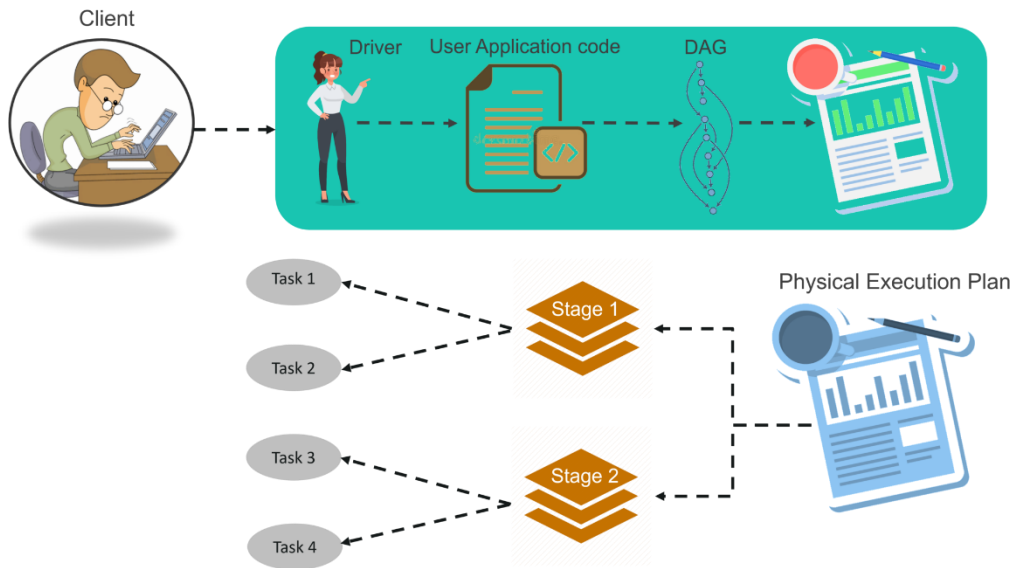 Client
Driver
User Application code
DAG
</>
Physical Execution Plan
Task 1
Stage 1
Task 2
Task 3
Stage 2
Task 4